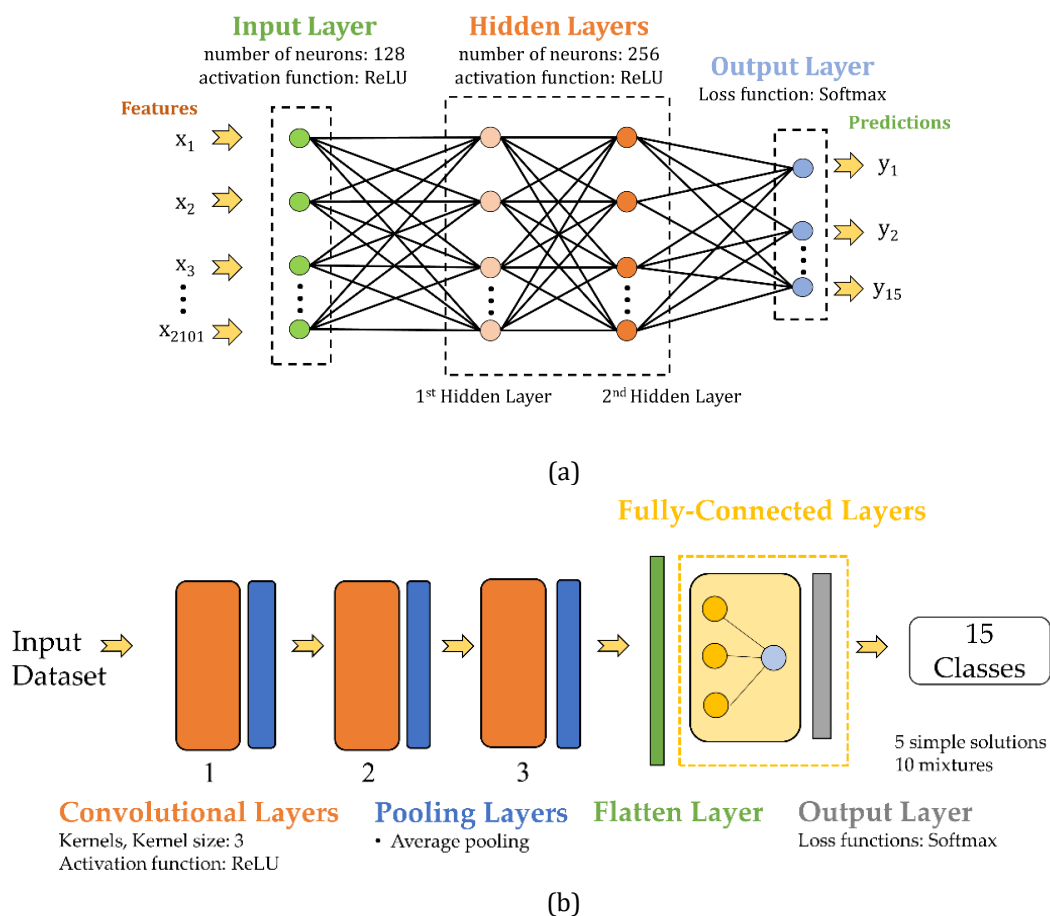 Input Layer
number of neurons: 128
activation function: ReLU
Hidden Layers
number of neurons: 256
activation function: ReLU
Output Layer
Loss function: Softmax
Features
Predictions
x1
x2
x3
x2101
y1
y2
y15
1st Hidden Layer
2nd Hidden Layer
(a)
Fully-Connected Layers
Input
Dataset
1
2
3
15
Classes
5 simple solutions
10 mixtures
Convolutional Layers
Kernels, Kernel size: 3
Activation function: ReLU
Pooling Layers
• Average pooling
Flatten Layer
Output Layer
Loss functions: Softmax
(b)